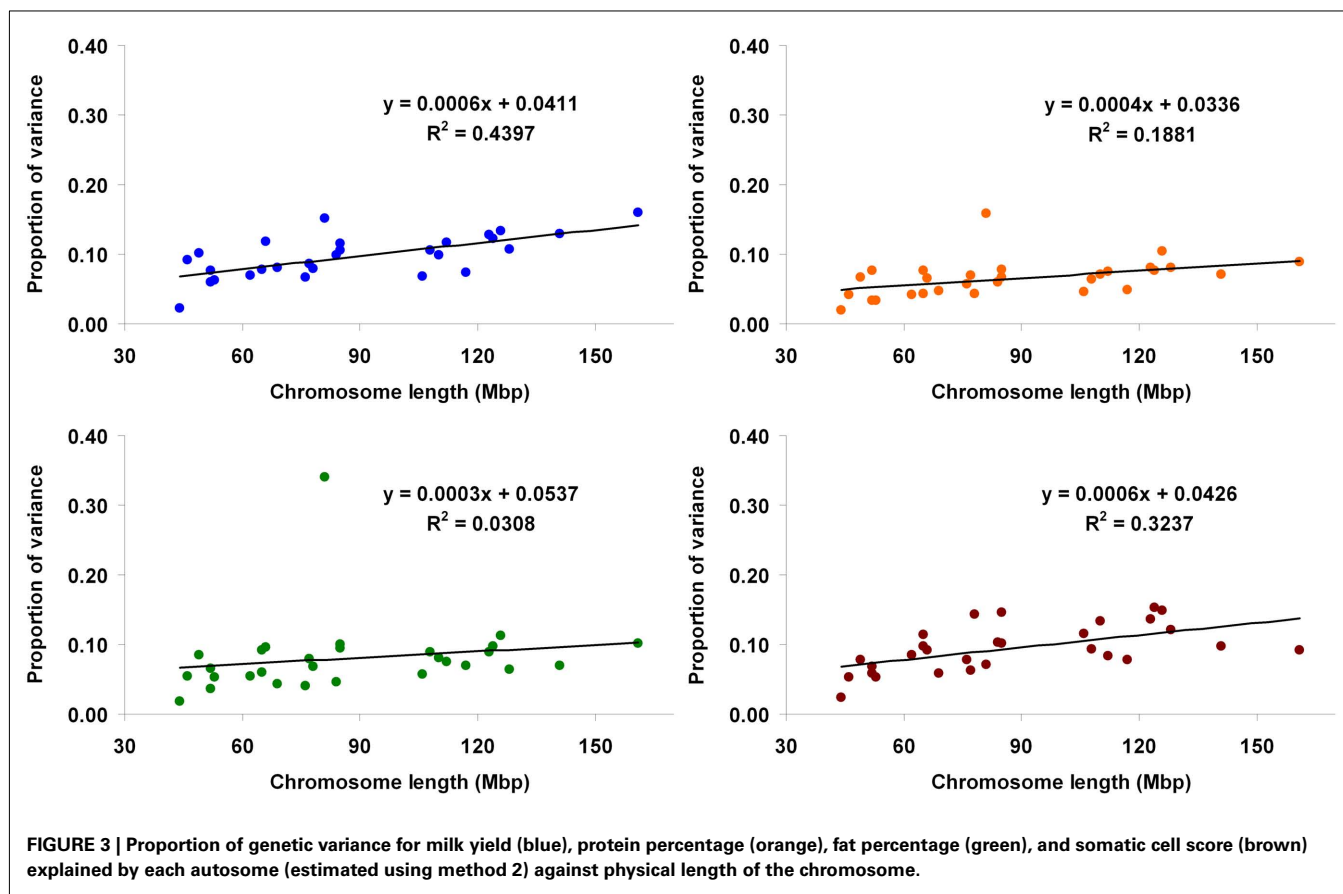 0.40
0.30
0.20
0.10
0.00
Proportion of variance
y = 0.0006x + 0.0411
R² = 0.4397
30 60 90 120 150
Chromosome length (Mbp)
0.40
0.30
0.20
0.10
0.00
Proportion of variance
y = 0.0004x + 0.0336
R² = 0.1881
30 60 90 120 150
Chromosome length (Mbp)
0.40
0.30
0.20
0.10
0.00
Proportion of variance
y = 0.0003x + 0.0537
R² = 0.0308
30 60 90 120 150
Chromosome length (Mbp)
0.40
0.30
0.20
0.10
0.00
Proportion of variance
y = 0.0006x + 0.0426
R² = 0.3237
30 60 90 120 150
Chromosome length (Mbp)
FIGURE 3 | Proportion of genetic variance for milk yield (blue), protein percentage (orange), fat percentage (green), and somatic cell score (brown)
explained by each autosome (estimated using method 2) against physical length of the chromosome.